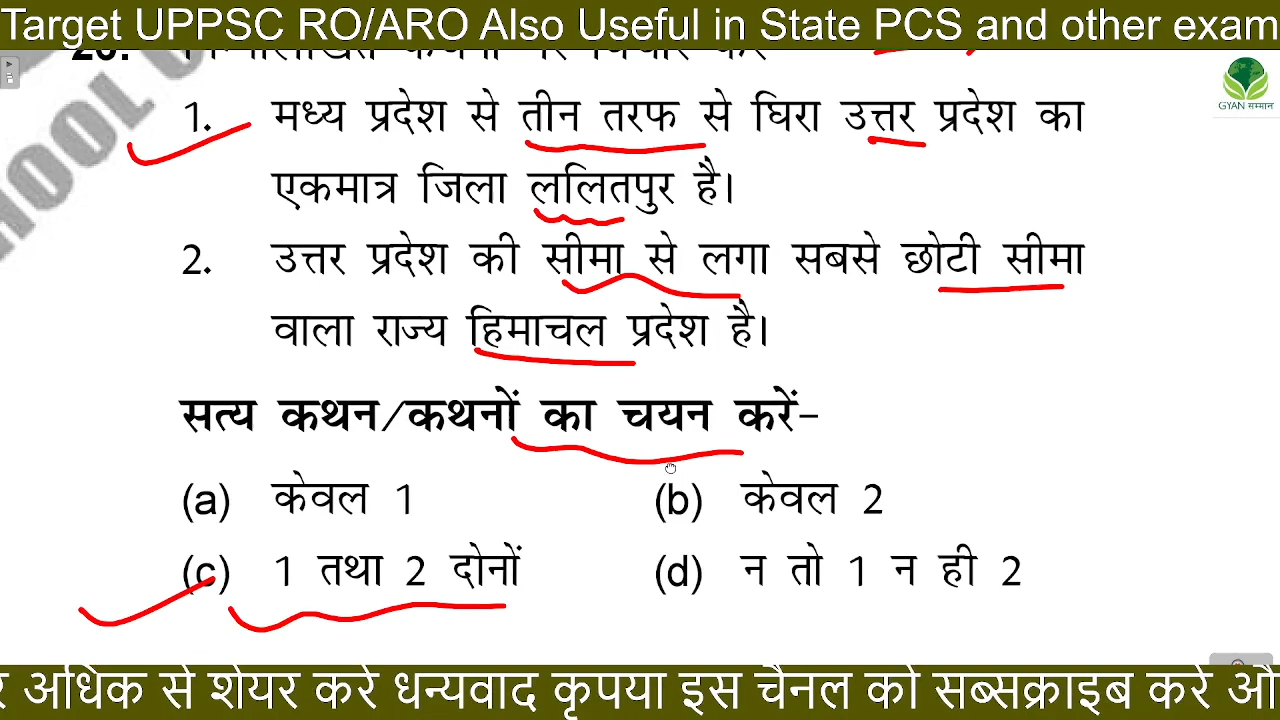 Target UPPSC RO/ARO Also Useful in State PCS and other exam
GYAN सम्मान
1. मध्य प्रदेश से तीन तरफ से घिरा उत्तर प्रदेश का
एकमात्र जिला ललितपुर है।
2. उत्तर प्रदेश की सीमा से लगा सबसे छोटी सीमा
वाला राज्य हिमाचल प्रदेश है।
सत्य कथन/कथनों का चयन करें-
(a) केवल 1 (b) केवल 2
(c) 1 तथा 2 दोनों (d) न तो 1 न ही 2
अधिक से शेयर करे धन्यवाद कृपया इस चैनल को सब्सक्राइब करे